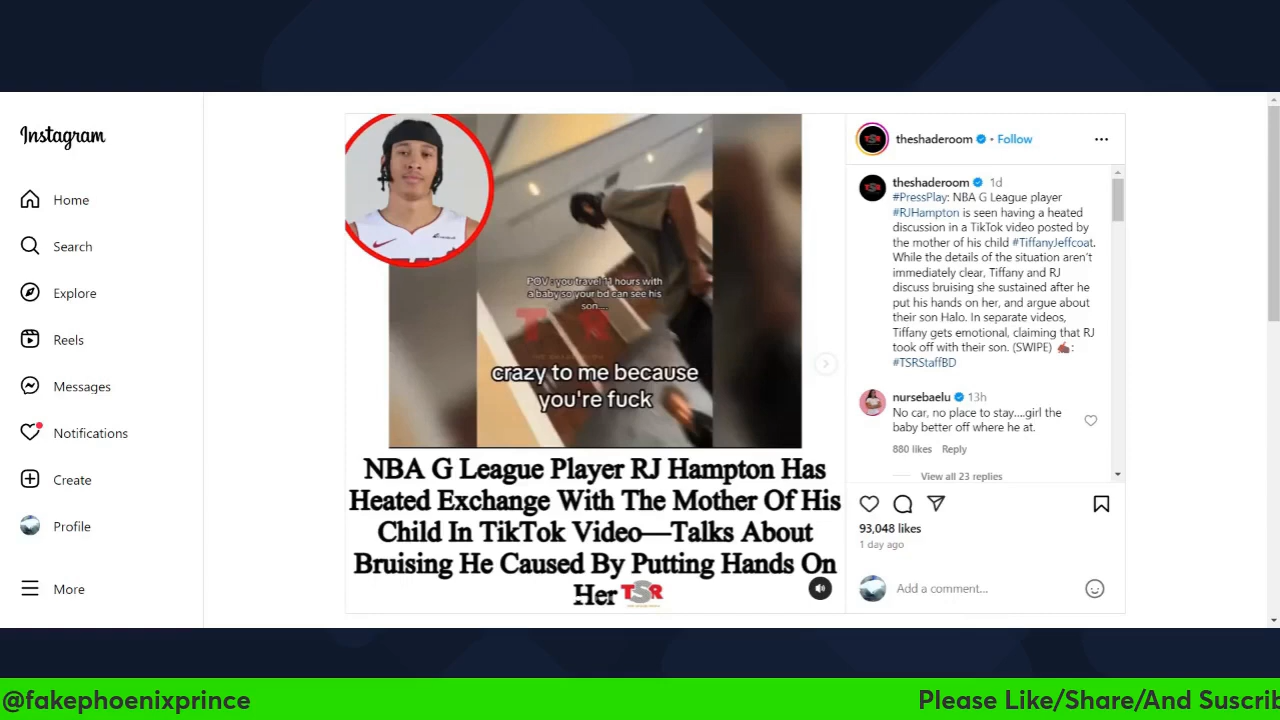 Instagram
Home
Search
Explore
Reels
Messages
Notifications
Create
Profile
More
POV : you travel 11 hours with
a baby so your bd can see his
son....
TSR
crazy to me because
you're fuck
NBA G League Player RJ Hampton Has
Heated Exchange With The Mother Of His
Child In TikTok Video—Talks About
Bruising He Caused By Putting Hands On
Her TSR
theshaderoom • Follow
theshaderoom 1d
#PressPlay: NBA G League player
#RJHampton is seen having a heated
discussion in a TikTok video posted by
the mother of his child #TiffanyJeffcoat.
While the details of the situation aren't
immediately clear, Tiffany and RJ
discuss bruising she sustained after he
put his hands on her, and argue about
their son Halo. In separate videos,
Tiffany gets emotional, claiming that RJ
took off with their son. (SWIPE) ✍🏾:
#TSRStaffBD
nursebaelu 13h
No car, no place to stay....girl the
baby better off where he at.
880 likes Reply
View all 23 replies
93,048 likes
1 day ago
Add a comment...
@fakephoenixprince
Please Like/Share/And Suscrib